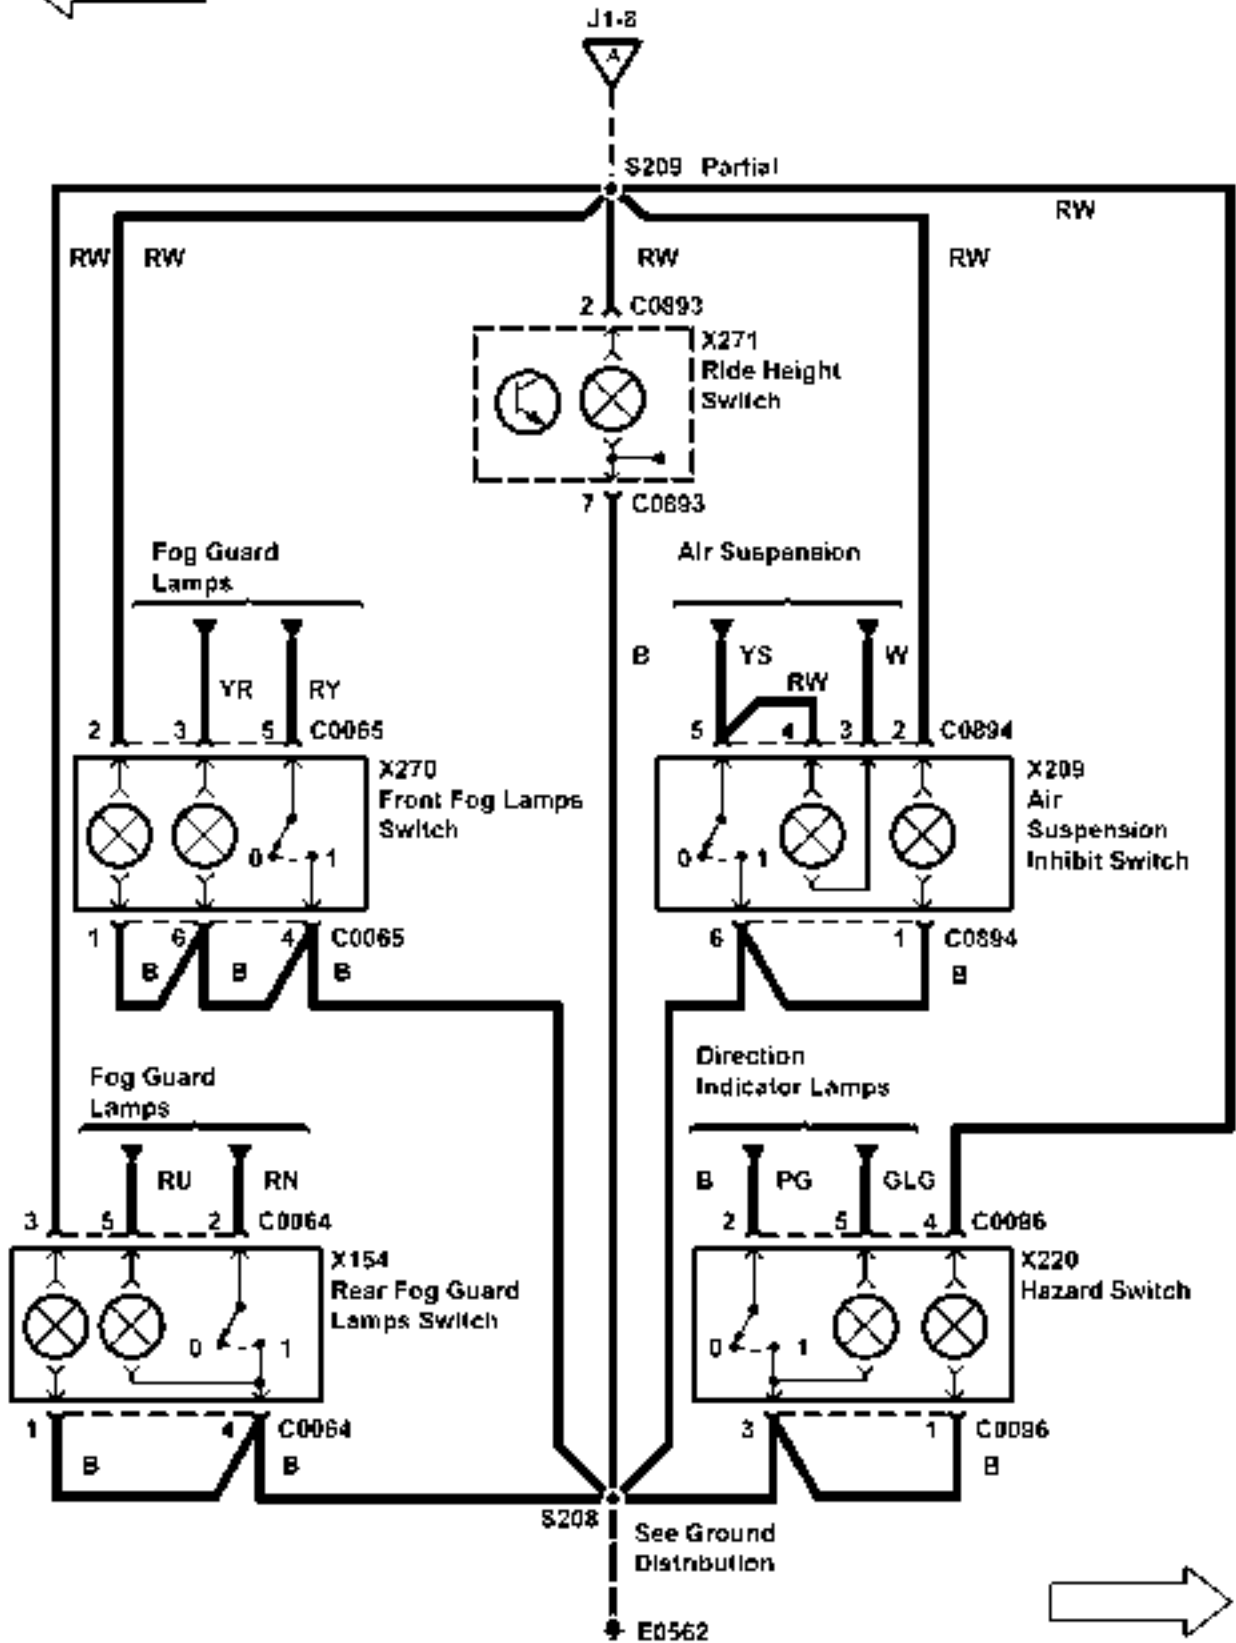 J1-8
A
S209 Partial
RW
RW RW RW RW
2 C0893
X271
Ride Height
Switch
7 C0893
Fog Guard
Lamps
Air Suspension
B YS W
YR RY RW
2 3 5 C0065
5 4 3 2 C0894
X270
Front Fog Lamps
Switch
0 1
X209
Air
Suspension
Inhibit Switch
0 1
1 6 4 C0065
B B B
6 1 C0894
B
Fog Guard
Lamps
Direction
Indicator Lamps
RU RN
B PG GLG
3 5 2 C0064
2 5 4 C0096
X154
Rear Fog Guard
Lamps Switch
0 1
X220
Hazard Switch
0 1
1 4 C0064
B B
3 1 C0096
B
S208
See Ground
Distribution
E0562